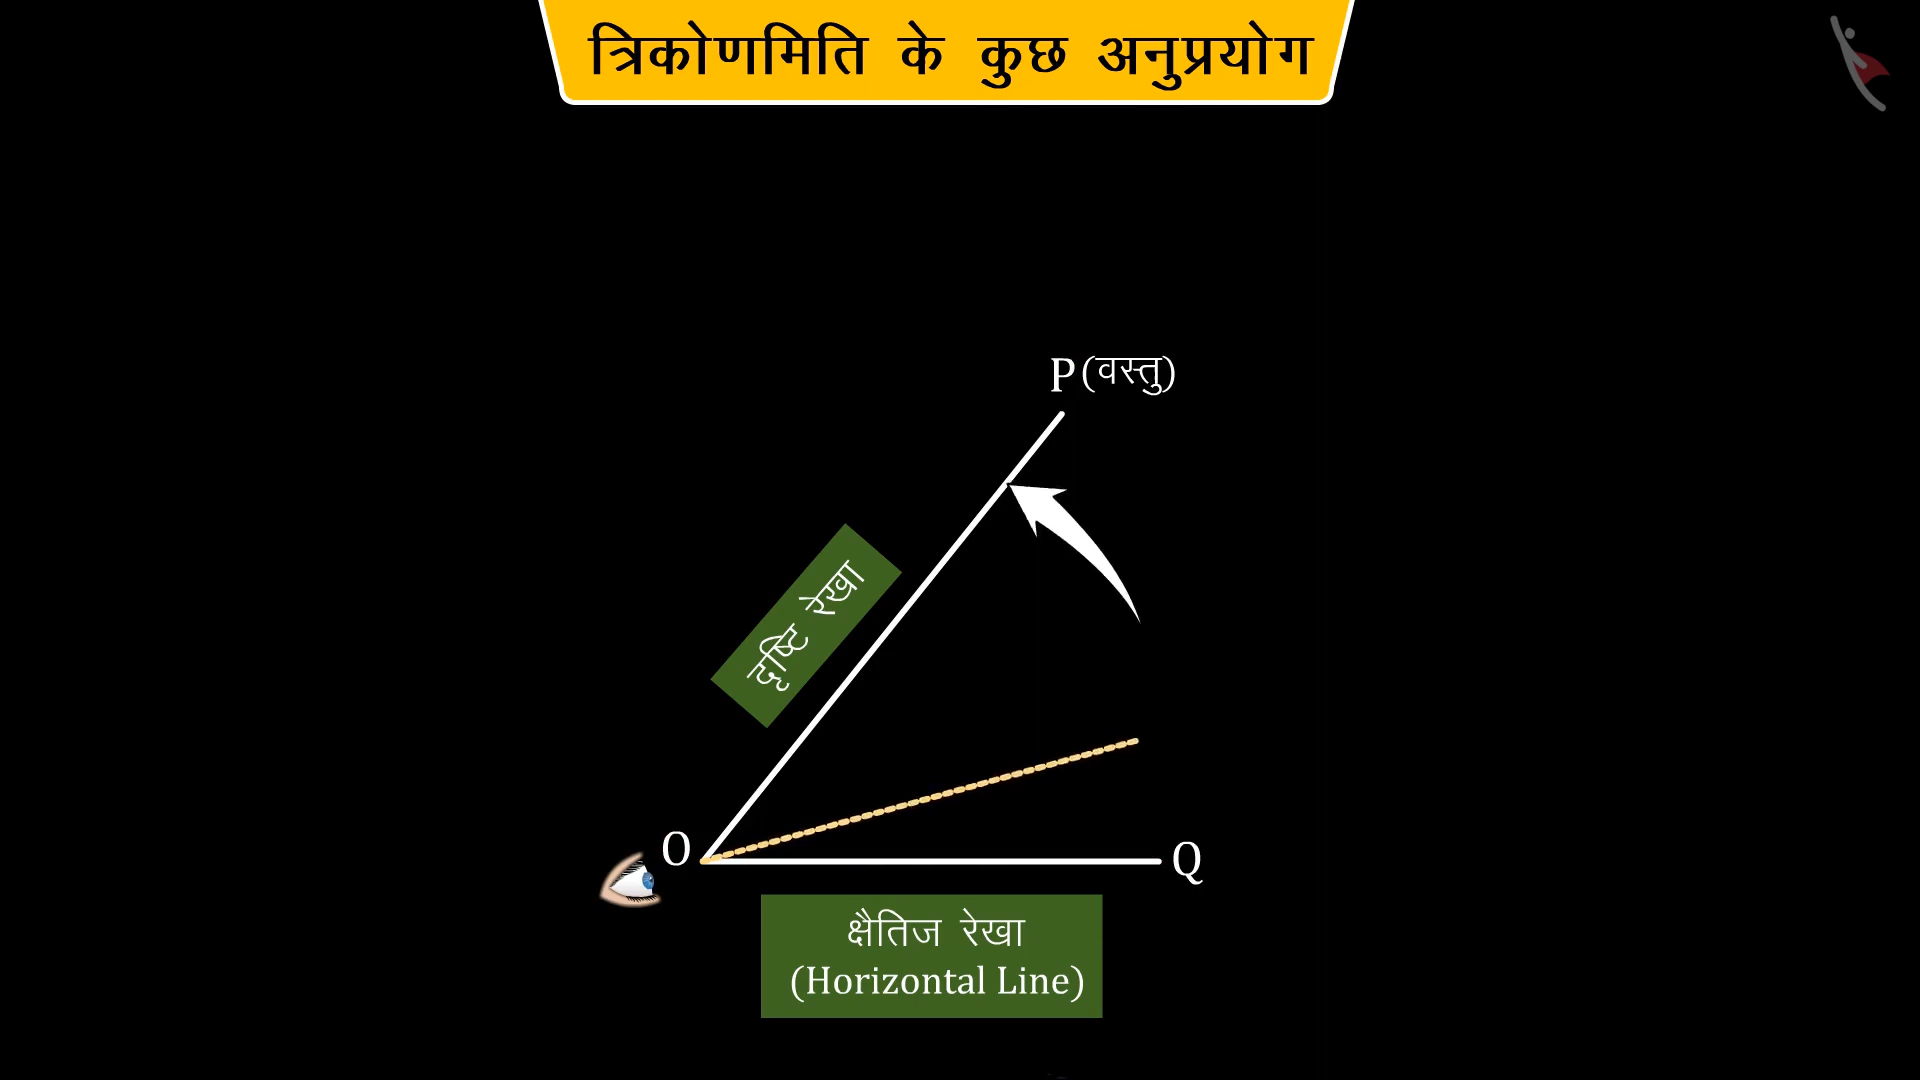 त्रिकोणमिति के कुछ अनुप्रयोग
P (वस्तु)
दृष्टि रेखा
O
Q
क्षैतिज रेखा
(Horizontal Line)